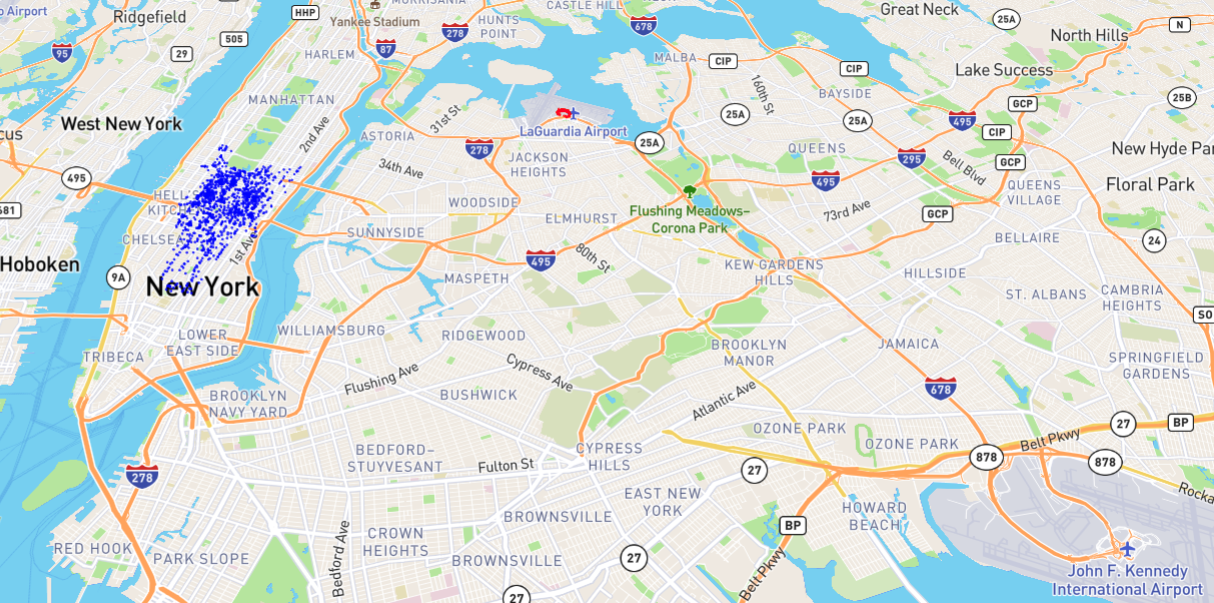 o Airport
Ridgefield
HHP
Yankee Stadium
MORRISANIA
HUNTS
POINT
CASTLE HILL
678
Great Neck
25A
North Hills
N
505
95
29
87
278
HARLEM
MALBA
CIP
CIP
Lake Success
MANHATTAN
160th St
BAYSIDE
GCP
25B
2nd Ave
31st St
25A
25A
495
West New York
LaGuardia Airport
CIP
ASTORIA
cus
278
25A
QUEENS
295
New Hyde Par
JACKSON
HEIGHTS
34th Ave
Bell Blvd
GCP
495
495
QUEENS
VILLAGE
Floral Park
HELL'S
KITCH
WOODSIDE
681
Flushing Meadows-
Corona Park
73rd Ave
GCP
ELMHURST
CHELSEA
SUNNYSIDE
BELLAIRE
24
1st Ave
80th St
495
Hoboken
9A
MASPETH
KEW GARDENS
HILLS
HILLSIDE
New York
ST. ALBANS
CAMBRIA
HEIGHTS
SO
WILLIAMSBURG
RIDGEWOOD
LOWER
EAST SIDE
BROOKLYN
MANOR
JAMAICA
TRIBECA
SPRINGFIELD
GARDENS
Flushing Ave
Cypress Ave
678
BROOKLYN
NAVY YARD
BUSHWICK
Atlantic Ave
OZONE PARK
OZONE PARK
Belt Pkwy
27
BP
BEDFORD-
STUYVESANT
CYPRESS
HILLS
878
878
278
Fulton St
27
Rocka
EAST NEW
YORK
HOWARD
BEACH
BROWNSVILLE
BP
RED HOOK
Bedford Ave
CROWN
HEIGHTS
PARK SLOPE
BROWNSVILLE
27
Belt Pkwy
John F. Kennedy
International Airport
27